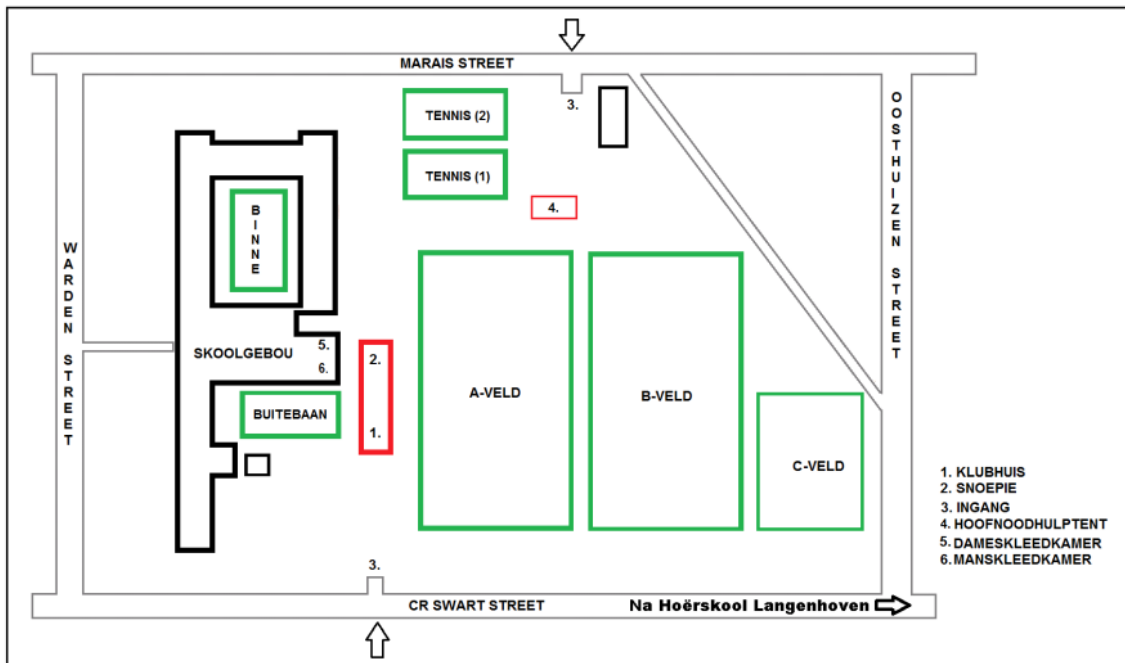 MARAIS STREET
3.
TENNIS (2)
TENNIS (1)
4.
BINNE
OOSTHUIZEN STREET
WARDEN STREET
SKOOLGEBOU
5.
6.
2.
1.
A-VELD
B-VELD
BUITEBAAN
C-VELD
1. KLUBHUIS
2. SNOEPIE
3. INGANG
4. HOOFNOODHULPTENT
5. DAMESKLEEDKAMER
6. MANSKLEEDKAMER
3.
CR SWART STREET
Na Hoërskool Langenhoven